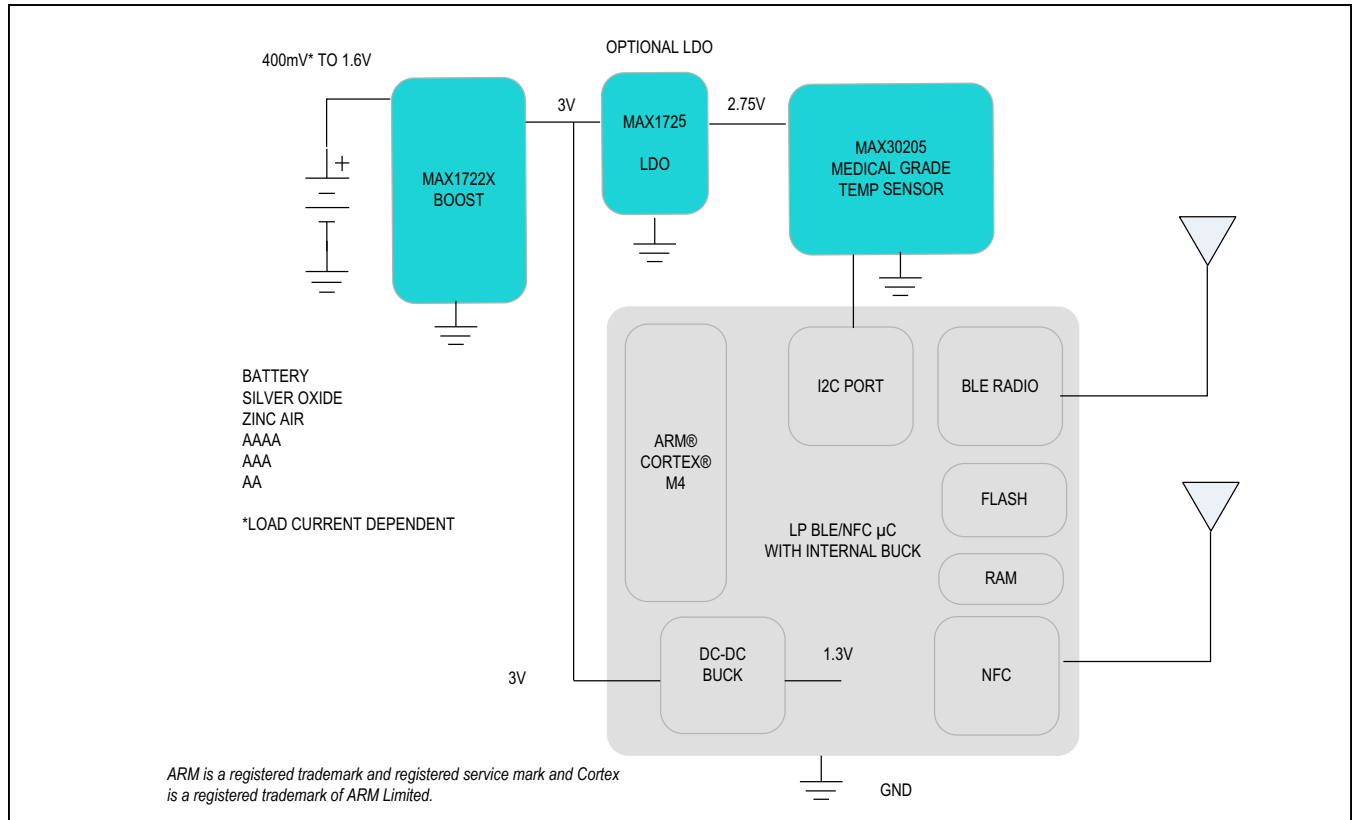 OPTIONAL LDO
400mV* TO 1.6V
3V
MAX1725
LDO
2.75V
MAX30205
MEDICAL GRADE
TEMP SENSOR
MAX1722X
BOOST
+
BATTERY
SILVER OXIDE
ZINC AIR
AAAA
AAA
AA
*LOAD CURRENT DEPENDENT
I2C PORT
BLE RADIO
ARM®
CORTEX®
M4
FLASH
LP BLE/NFC µC
WITH INTERNAL BUCK
RAM
DC-DC
BUCK
1.3V
3V
NFC
GND
ARM is a registered trademark and registered service mark and Cortex
is a registered trademark of ARM Limited.